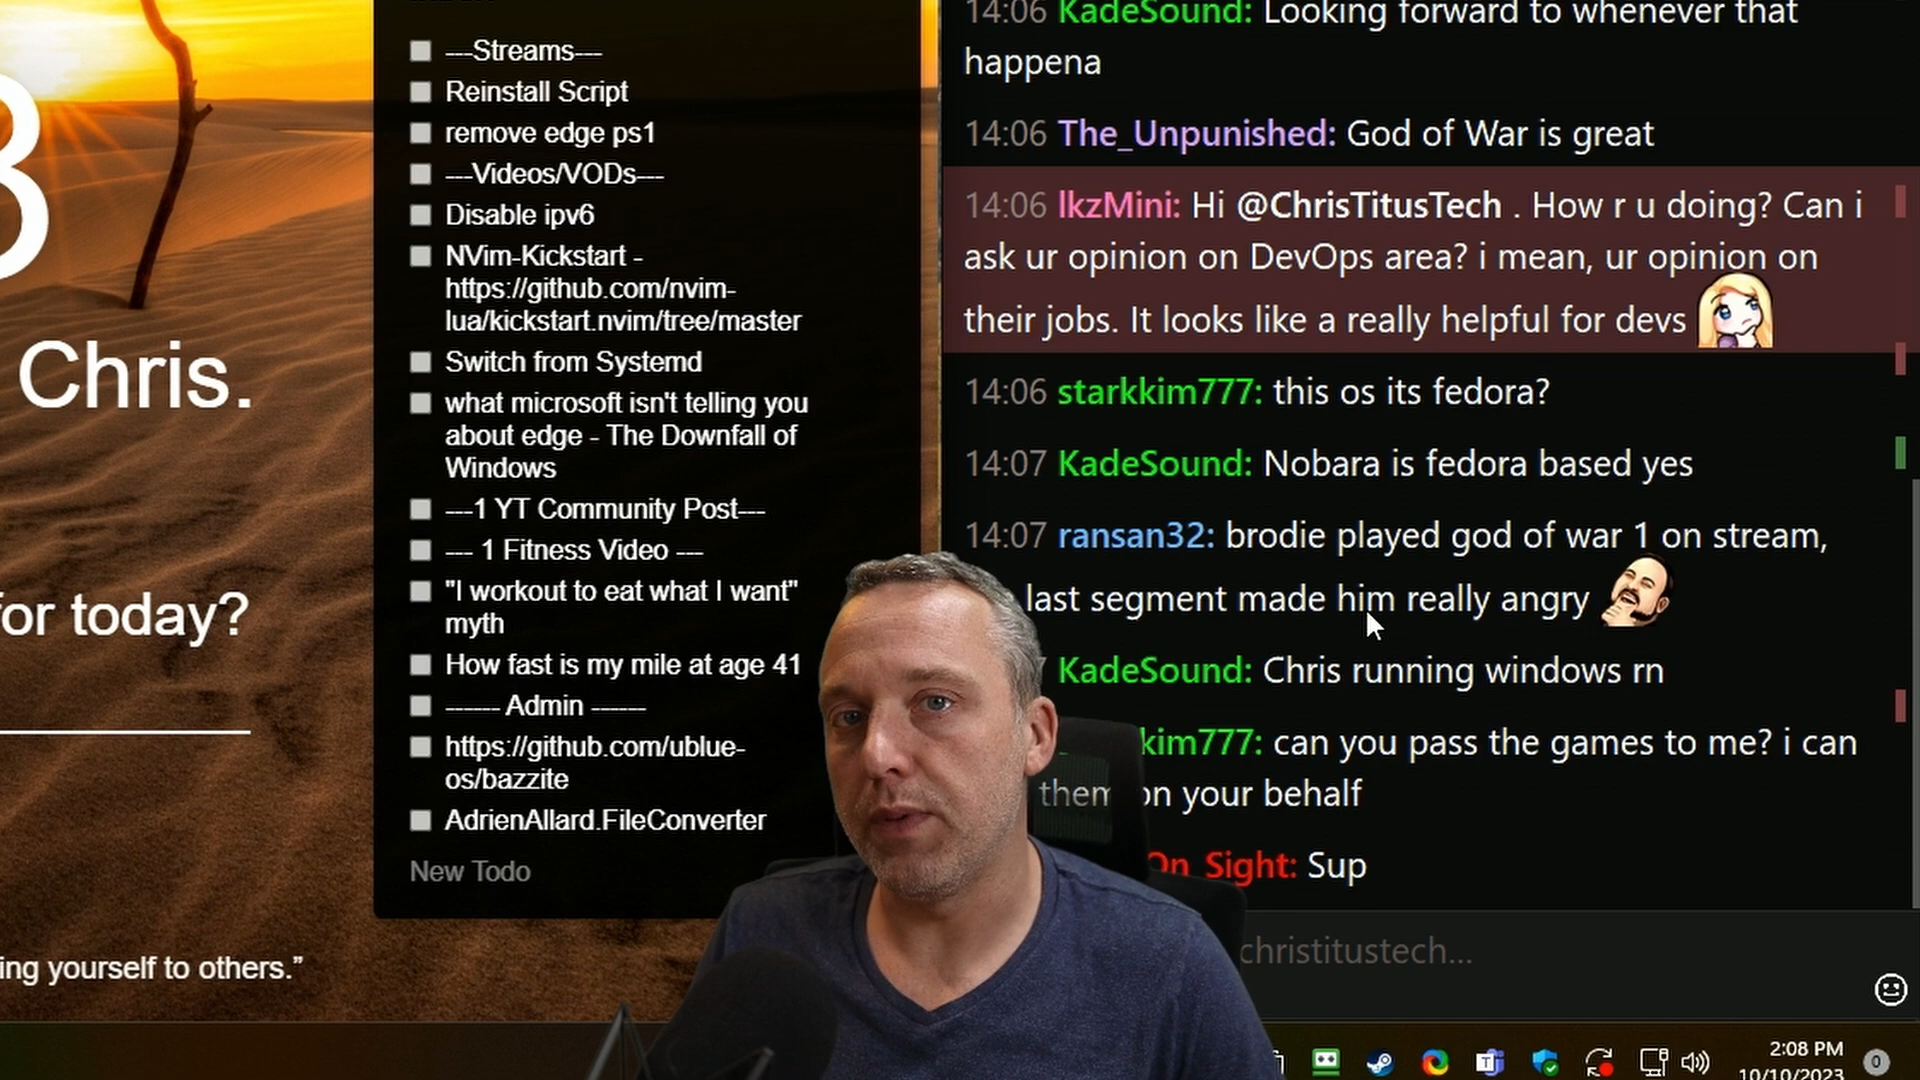 Chris.
for today?
ing yourself to others.”
---Streams---
Reinstall Script
remove edge ps1
---Videos/VODs---
Disable ipv6
NVim-Kickstart -
https://github.com/nvim-
lua/kickstart.nvim/tree/master
Switch from Systemd
what microsoft isn't telling you
about edge - The Downfall of
Windows
---1 YT Community Post---
--- 1 Fitness Video ---
"I workout to eat what I want"
myth
How fast is my mile at age 41
------ Admin ------
https://github.com/ublue-
os/bazzite
AdrienAllard.FileConverter
New Todo
14:06 KadeSound: Looking forward to whenever that
happena
14:06 The_Unpunished: God of War is great
14:06 lkzMini: Hi @ChrisTitusTech . How r u doing? Can i
ask ur opinion on DevOps area? i mean, ur opinion on
their jobs. It looks like a really helpful for devs
14:06 starkkim777: this os its fedora?
14:07 KadeSound: Nobara is fedora based yes
14:07 ransan32: brodie played god of war 1 on stream,
last segment made him really angry
KadeSound: Chris running windows rn
kim777: can you pass the games to me? i can
them on your behalf
On_Sight: Sup
christitustech...
2:08 PM
10/10/2023
0